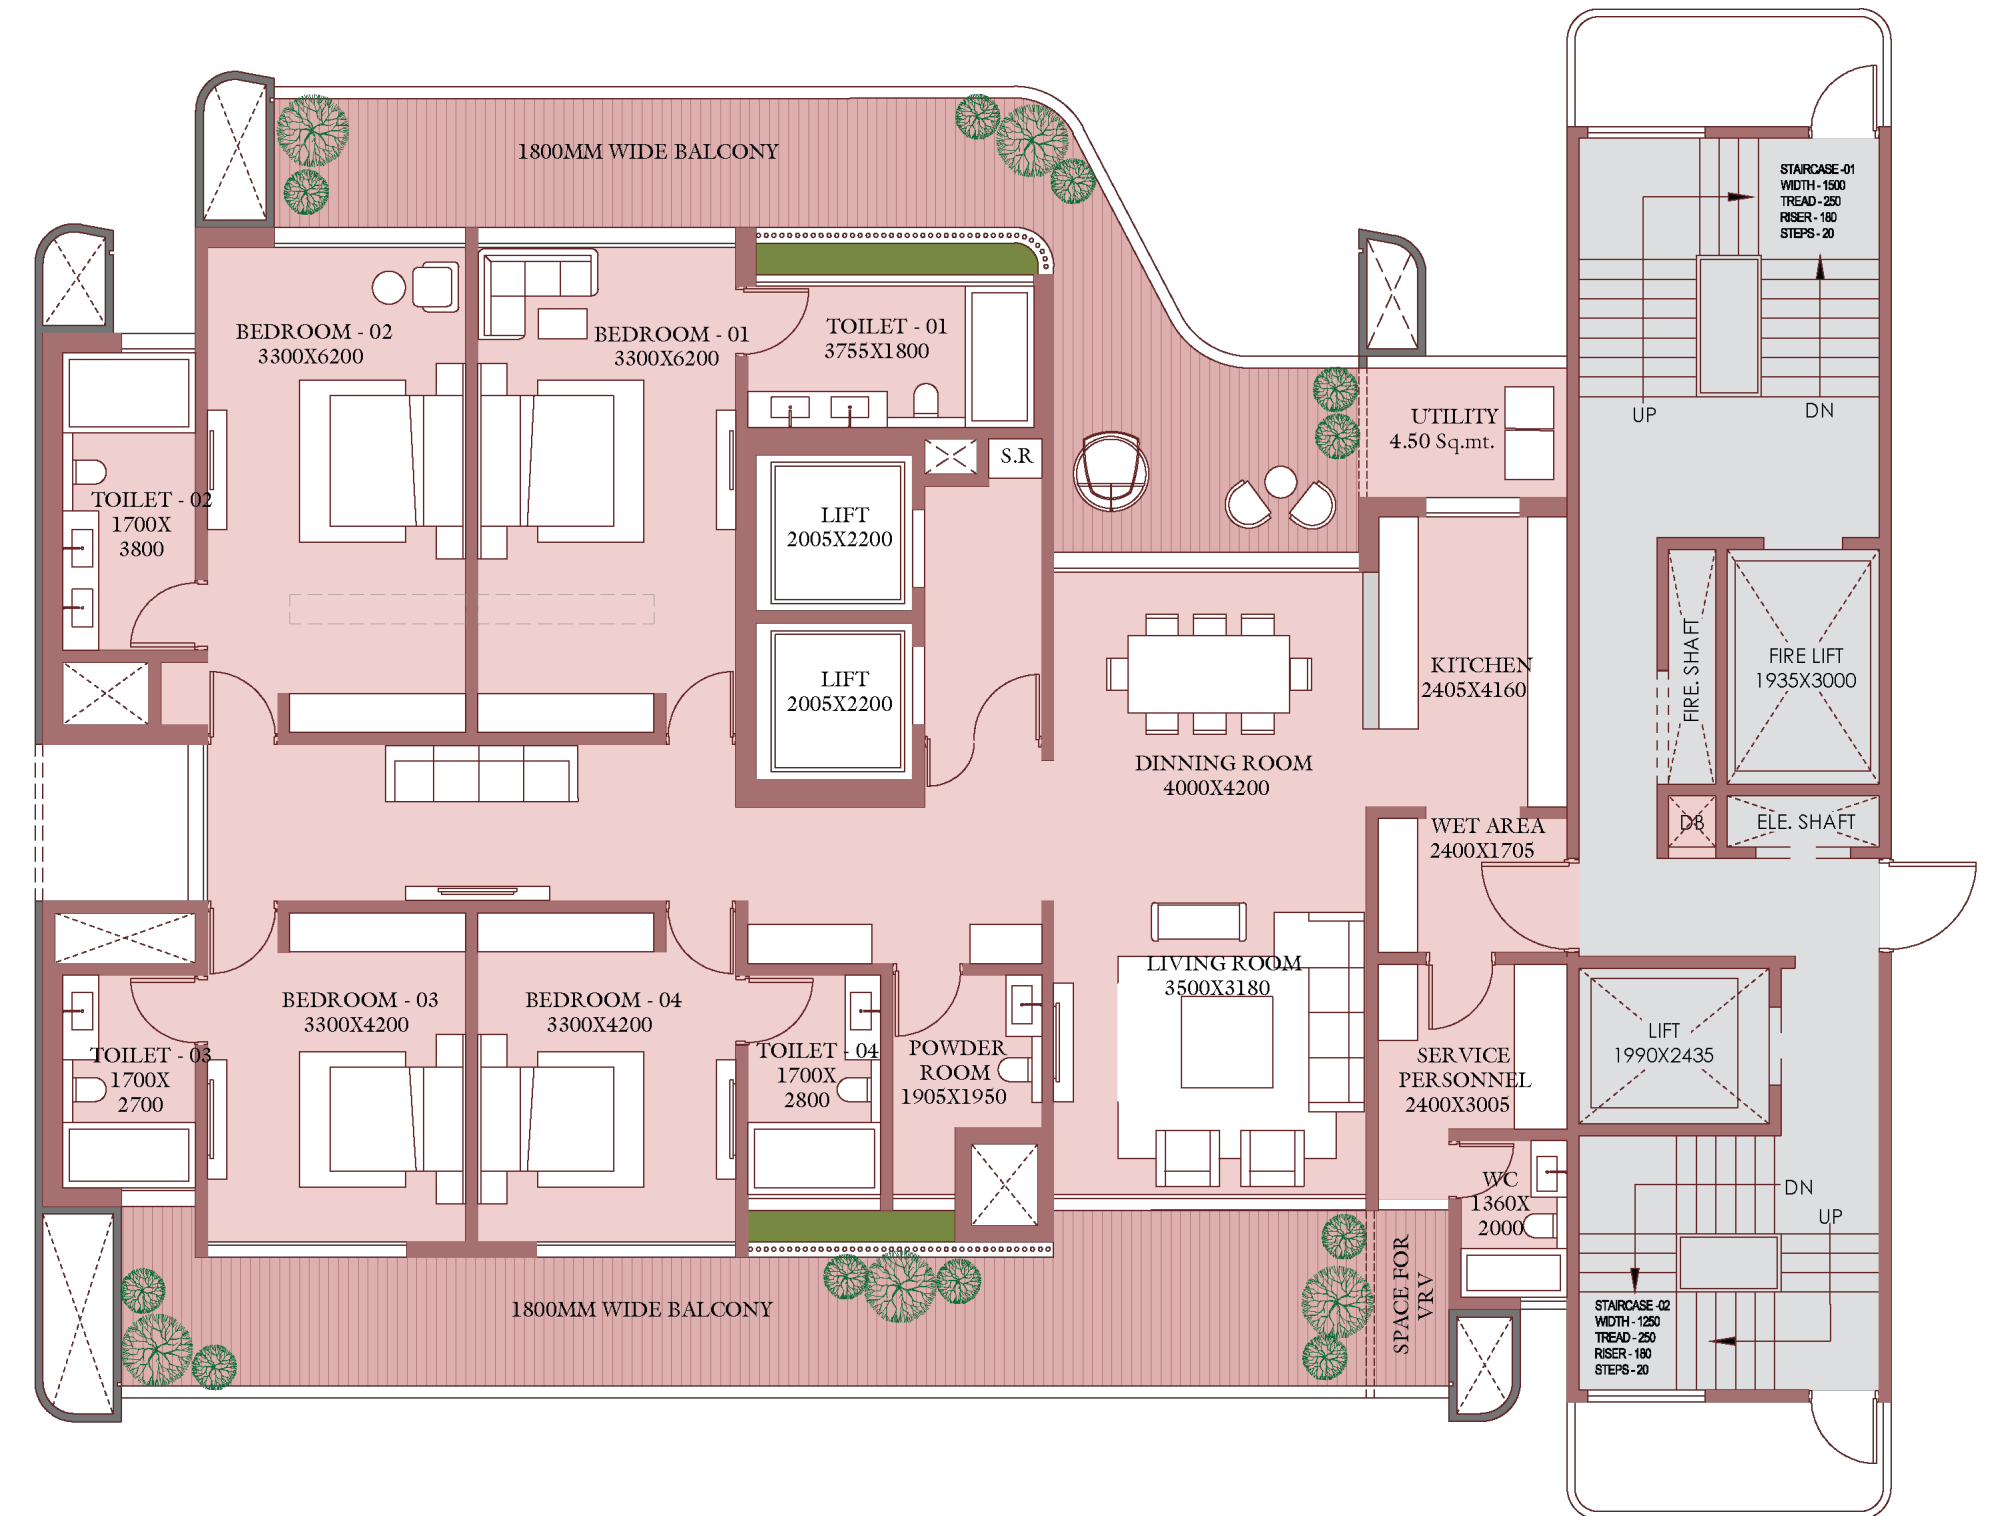 1800MM WIDE BALCONY
STAIRCASE -01
WIDTH - 1500
TREAD - 250
RISER - 180
STEPS - 20
BEDROOM - 02
3300X6200
BEDROOM - 01
3300X6200
TOILET - 01
3755X1800
UP
DN
UTILITY
4.50 Sq.mt.
S.R
TOILET - 02
1700X
3800
LIFT
2005X2200
LIFT
2005X2200
KITCHEN
2405X4160
FIRE. SHAFT
FIRE LIFT
1935X3000
DINNING ROOM
4000X4200
WET AREA
2400X1705
DB
ELE. SHAFT
LIVING ROOM
3500X3180
BEDROOM - 03
3300X4200
BEDROOM - 04
3300X4200
TOILET - 03
1700X
2700
TOILET - 04
1700X
2800
POWDER
ROOM
1905X1950
SERVICE
PERSONNEL
2400X3005
LIFT
1990X2435
WC
1360X
2000
DN
UP
SPACE FOR
VRV
1800MM WIDE BALCONY
STAIRCASE -02
WIDTH - 1250
TREAD - 250
RISER - 180
STEPS - 20